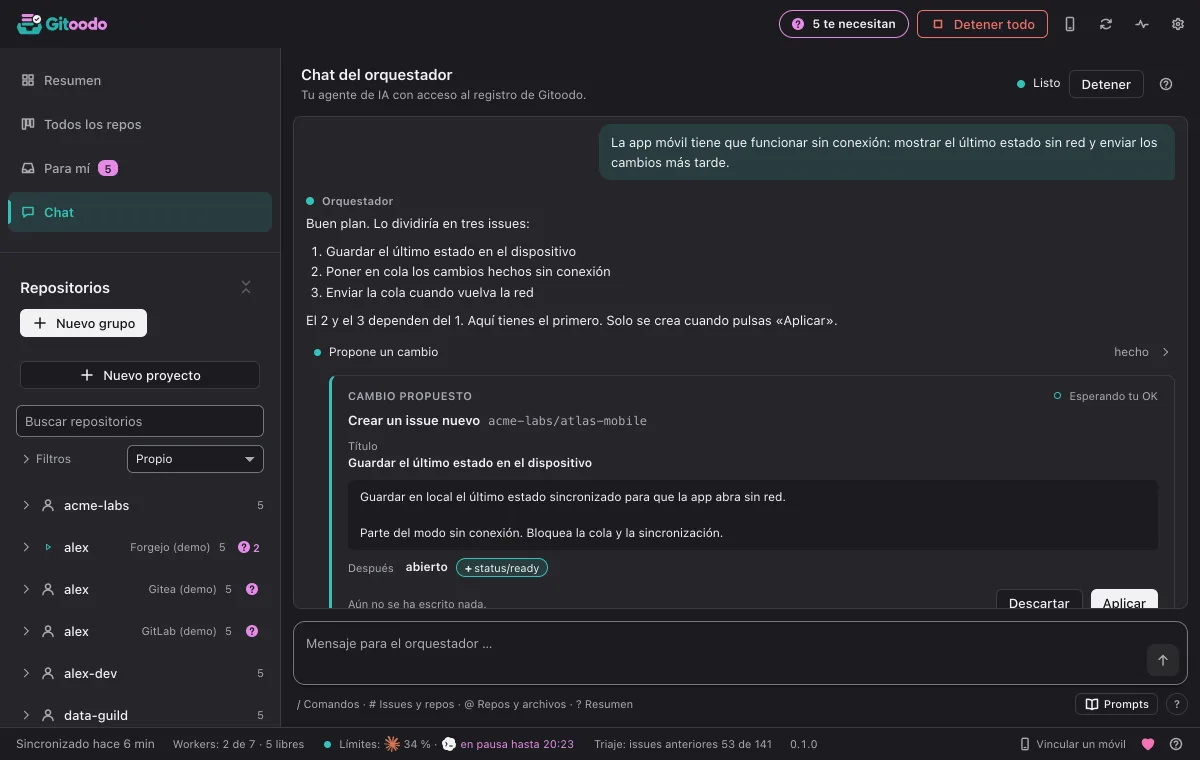 Gitoodo
? 5 te necesitan
Detener todo
Resumen
Todos los repos
Para mí 5
Chat
Repositorios
+ Nuevo grupo
+ Nuevo proyecto
Buscar repositorios
Filtros
Propio
acme-labs 5
alex Forgejo (demo) 5 ? 2
alex Gitea (demo) 5 ?
alex GitLab (demo) 5 ?
alex-dev 5
data-guild 5
Chat del orquestador
Tu agente de IA con acceso al registro de Gitoodo.
Listo
Detener
?
La app móvil tiene que funcionar sin conexión: mostrar el último estado sin red y enviar los
cambios más tarde.
Orquestador
Buen plan. Lo dividiría en tres issues:
1. Guardar el último estado en el dispositivo
2. Poner en cola los cambios hechos sin conexión
3. Enviar la cola cuando vuelva la red
El 2 y el 3 dependen del 1. Aquí tienes el primero. Solo se crea cuando pulsas «Aplicar».
Propone un cambio
hecho
CAMBIO PROPUESTO
Esperando tu OK
Crear un issue nuevo acme-labs/atlas-mobile
Título
Guardar el último estado en el dispositivo
Guardar en local el último estado sincronizado para que la app abra sin red.
Parte del modo sin conexión. Bloquea la cola y la sincronización.
Después abierto + status/ready
Aún no se ha escrito nada.
Descartar
Aplicar
Mensaje para el orquestador ...
/ Comandos · # Issues y repos · @ Repos y archivos · ? Resumen
Prompts
?
Sincronizado hace 6 min
Workers: 2 de 7 · 5 libres
Límites: 34 % · en pausa hasta 20:23
Triaje: issues anteriores 53 de 141
0.1.0
Vincular un móvil
?